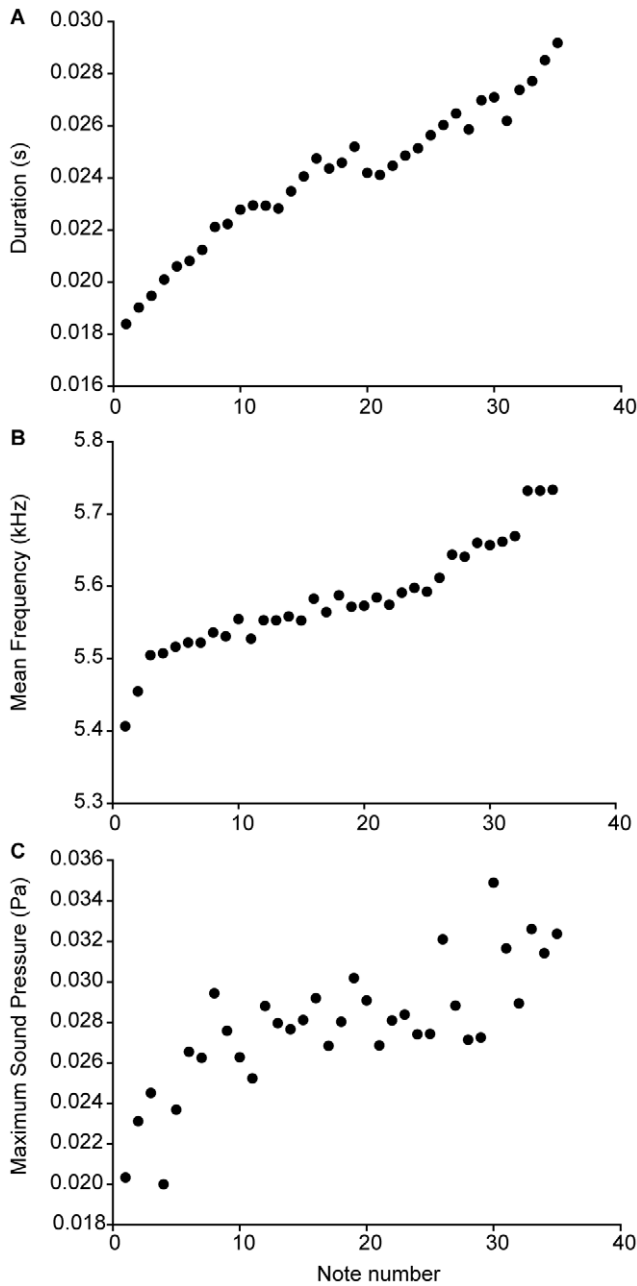 A
Duration (s)
0.030
0.028
0.026
0.024
0.022
0.020
0.018
0.016
0 10 20 30 40
B
Mean Frequency (kHz)
5.8
5.7
5.6
5.5
5.4
5.3
0 10 20 30 40
C
Maximum Sound Pressure (Pa)
0.036
0.034
0.032
0.030
0.028
0.026
0.024
0.022
0.020
0.018
0 10 20 30 40
Note number